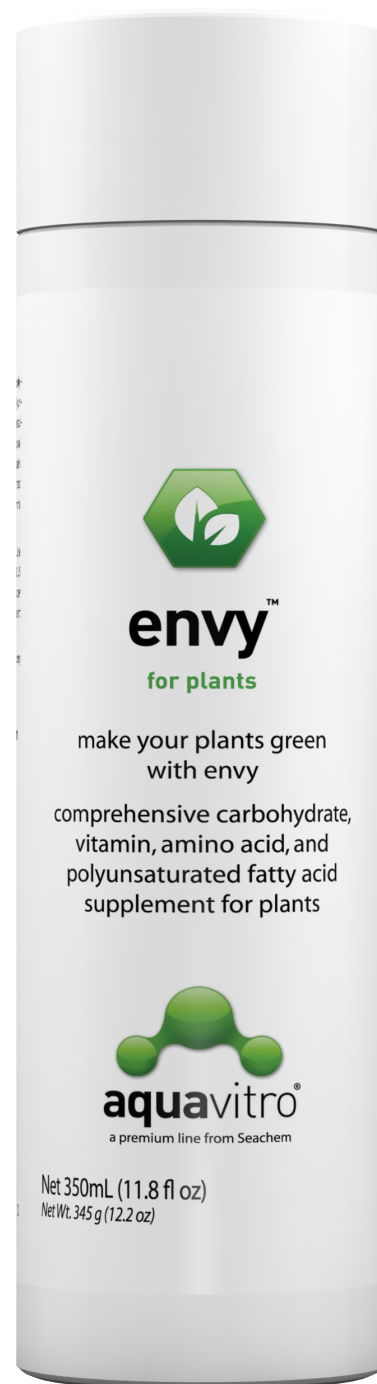 envy™
for plants
make your plants green
with envy
comprehensive carbohydrate,
vitamin, amino acid, and
polyunsaturated fatty acid
supplement for plants
aquavitro®
a premium line from Seachem
Net 350mL (11.8 fl oz)
Net Wt. 345 g (12.2 oz)